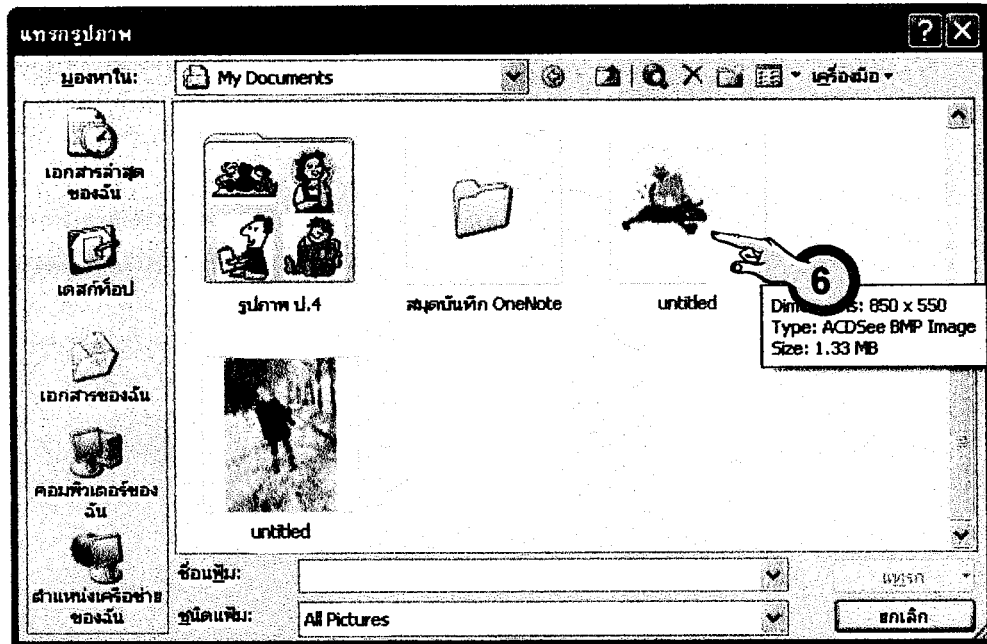 แทรกรูปภาพ
มองหาใน:
My Documents
เครื่องมือ
เอกสารล่าสุด
ของฉัน
เดสก์ท็อป
เอกสารของฉัน
คอมพิวเตอร์ของ
ฉัน
ตำแหน่งเครือข่าย
ของฉัน
รูปภาพ ป.4
สมุดบันทึก OneNote
untitled
6
Type: ACDSee BMP Image
Size: 1.33 MB
untitled
ชื่อแฟ้ม:
แทรก
ชนิดแฟ้ม:
All Pictures
ยกเลิก